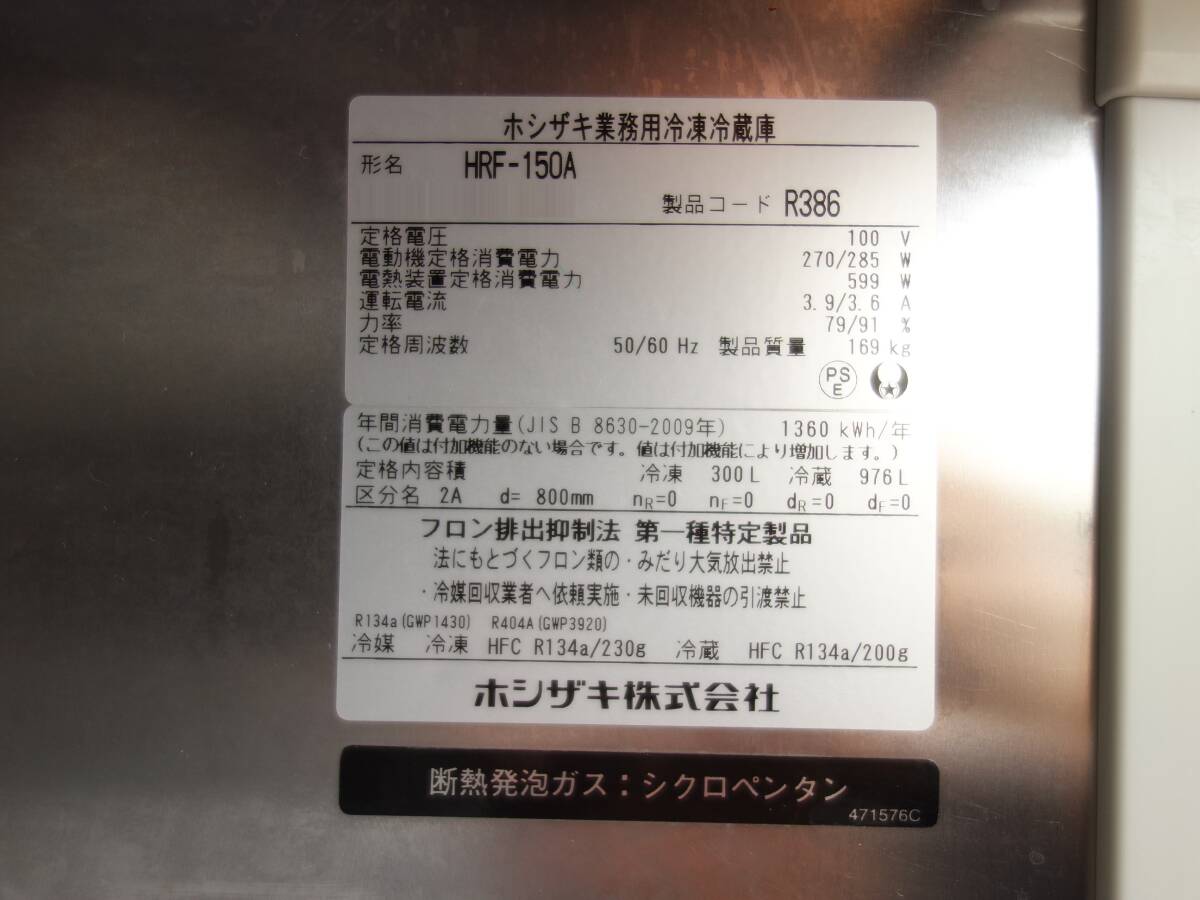 ホシザキ業務用冷凍冷蔵庫
形名 HRF-150A
製品コード R386
定格電圧 100 V
電動機定格消費電力 270/285 W
電熱装置定格消費電力 599 W
運転電流 3.9/3.6 A
力率 79/91 %
定格周波数 50/60 Hz 製品質量 169 kg
PS
E
年間消費電力量(JIS B 8630-2009年) 1360 kWh/年
(この値は付加機能のない場合です。値は付加機能により増加します。)
定格内容積 冷凍 300 L 冷蔵 976 L
区分名 2A d= 800mm nR=0 nF=0 dR=0 dF=0
フロン排出抑制法 第一種特定製品
法にもとづくフロン類の・みだり大気放出禁止
・冷媒回収業者へ依頼実施・未回収機器の引渡禁止
R134a(GWP1430) R404A(GWP3920)
冷媒 冷凍 HFC R134a/230g 冷蔵 HFC R134a/200g
ホシザキ株式会社
断熱発泡ガス：シクロペンタン
471576C